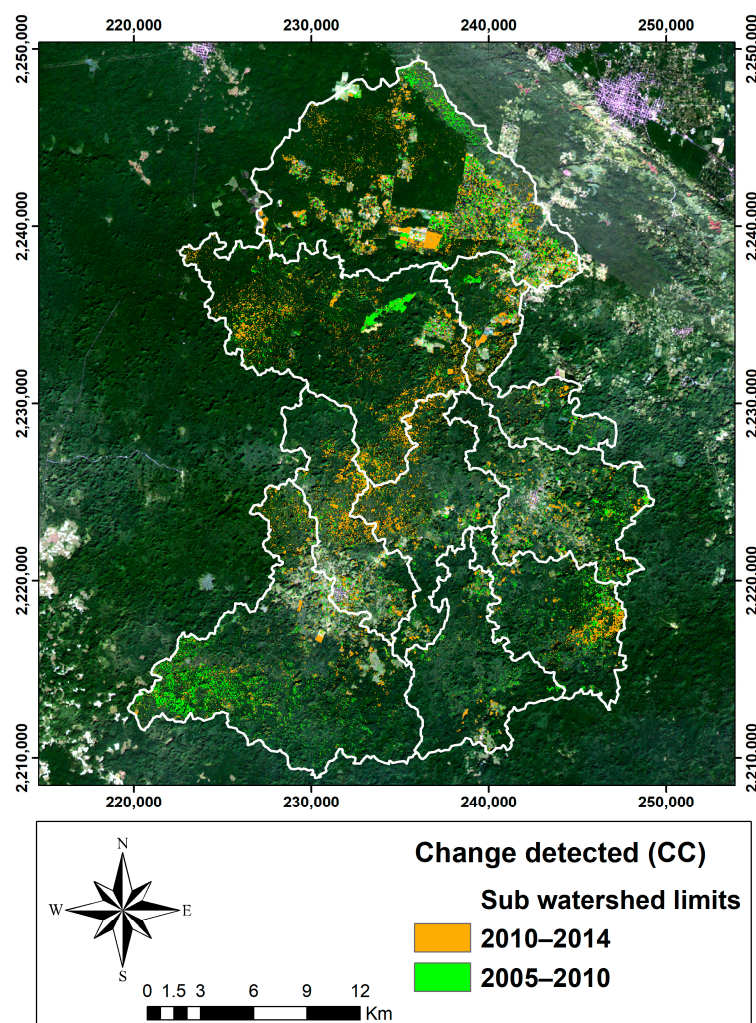 220,000 230,000 240,000 250,000
2,250,000 2,250,000
2,240,000 2,240,000
2,230,000 2,230,000
2,220,000 2,220,000
2,210,000 2,210,000
220,000 230,000 240,000 250,000
Change detected (CC)
Sub watershed limits
2010–2014
2005–2010
N
W E
S
0 1.5 3 6 9 12
Km